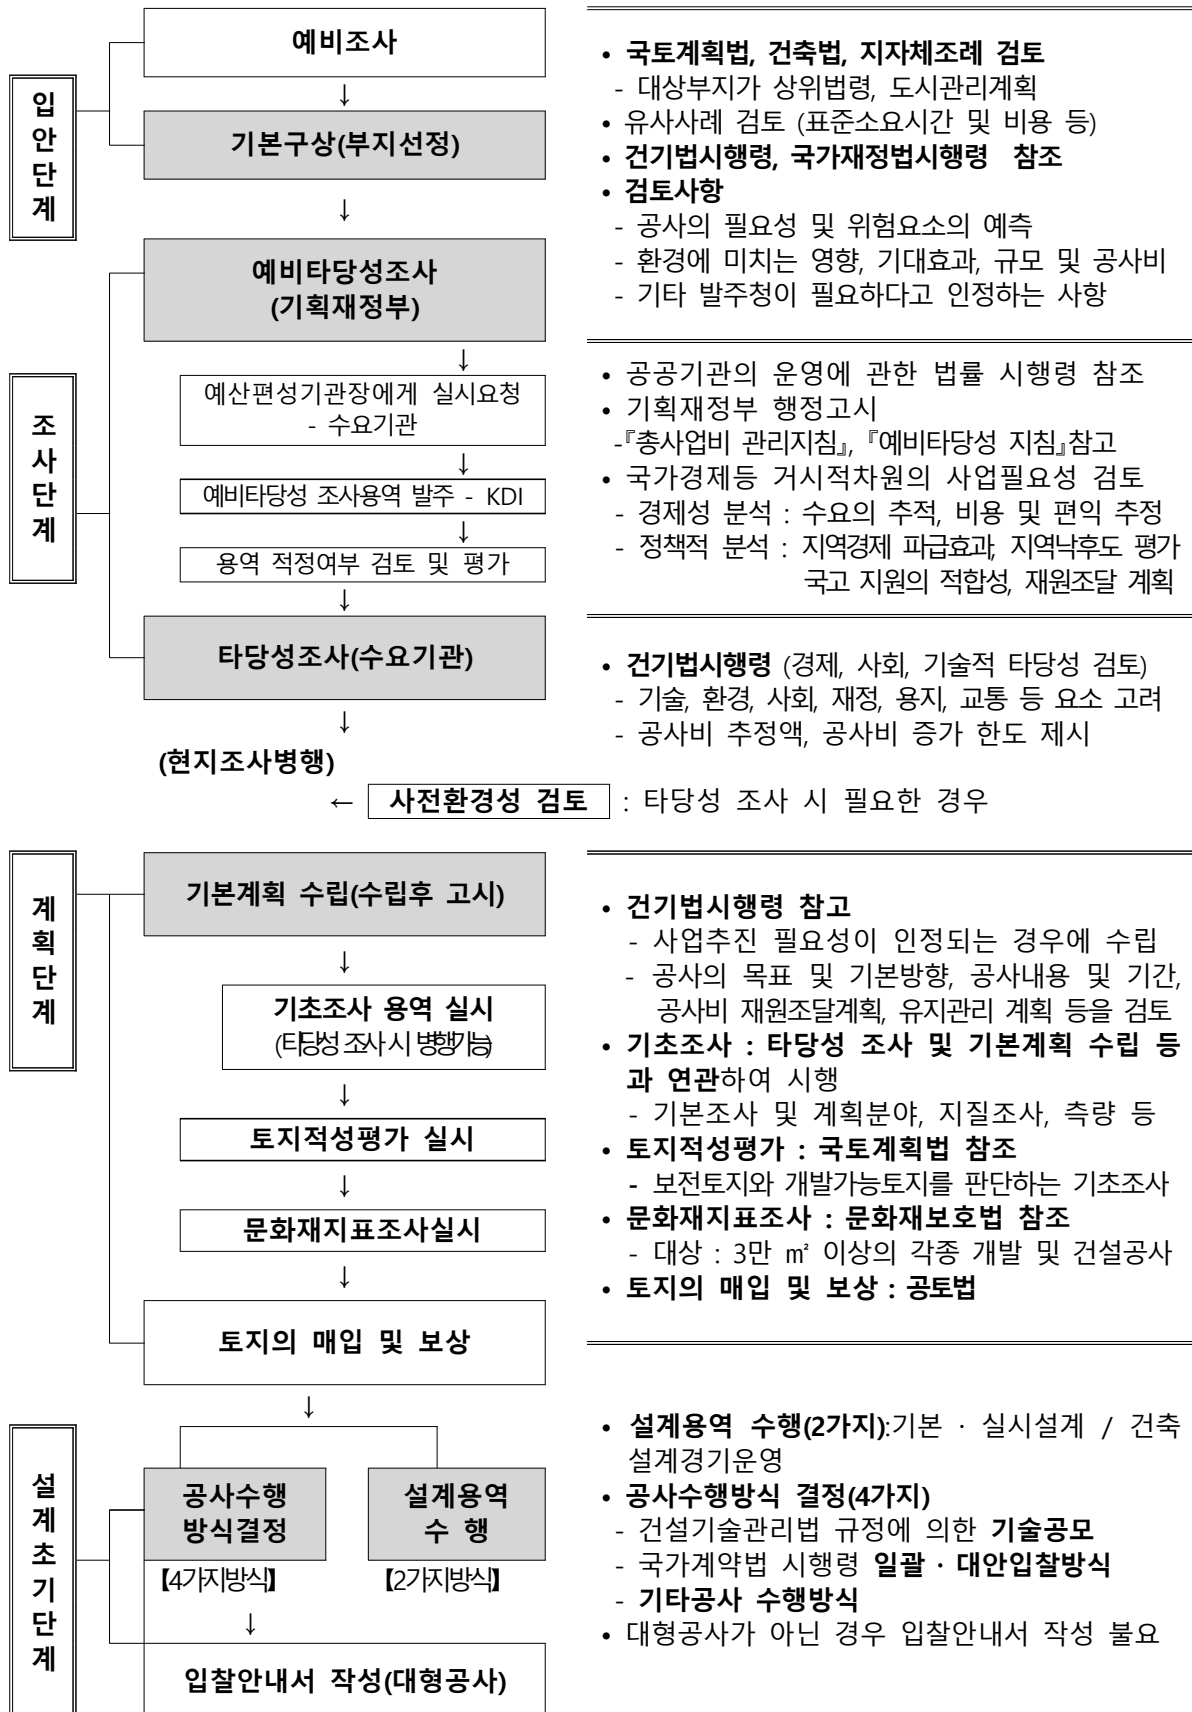 입안단계
예비조사
↓
기본구상(부지선정)
↓
• 국토계획법, 건축법, 지자체조례 검토
- 대상부지가 상위법령, 도시관리계획
• 유사사례 검토 (표준소요시간 및 비용 등)
• 건기법시행령, 국가재정법시행령 참조
• 검토사항
- 공사의 필요성 및 위험요소의 예측
- 환경에 미치는 영향, 기대효과, 규모 및 공사비
- 기타 발주청이 필요하다고 인정하는 사항
조사단계
예비타당성조사
(기획재정부)
↓
예산편성기관장에게 실시요청
- 수요기관
↓
예비타당성 조사용역 발주 - KDI
↓
용역 적정여부 검토 및 평가
↓
타당성조사(수요기관)
↓
(현지조사병행)
• 공공기관의 운영에 관한 법률 시행령 참조
• 기획재정부 행정고시
-『총사업비 관리지침』, 『예비타당성 지침』참고
• 국가경제등 거시적차원의 사업필요성 검토
- 경제성 분석 : 수요의 추적, 비용 및 편익 추정
- 정책적 분석 : 지역경제 파급효과, 지역낙후도 평가
국고 지원의 적합성, 재원조달 계획
• 건기법시행령 (경제, 사회, 기술적 타당성 검토)
- 기술, 환경, 사회, 재정, 용지, 교통 등 요소 고려
- 공사비 추정액, 공사비 증가 한도 제시
← 사전환경성 검토 : 타당성 조사 시 필요한 경우
계획단계
기본계획 수립(수립후 고시)
↓
기초조사 용역 실시
(타당성 조사 시 병행가능)
↓
토지적성평가 실시
↓
문화재지표조사실시
↓
토지의 매입 및 보상
↓
• 건기법시행령 참고
- 사업추진 필요성이 인정되는 경우에 수립
- 공사의 목표 및 기본방향, 공사내용 및 기간,
공사비 재원조달계획, 유지관리 계획 등을 검토
• 기초조사 : 타당성 조사 및 기본계획 수립 등
과 연관하여 시행
- 기본조사 및 계획분야, 지질조사, 측량 등
• 토지적성평가 : 국토계획법 참조
- 보전토지와 개발가능토지를 판단하는 기초조사
• 문화재지표조사 : 문화재보호법 참조
- 대상 : 3만 ㎡ 이상의 각종 개발 및 건설공사
• 토지의 매입 및 보상 : 공토법
설계초기단계
공사수행
방식결정
【4가지방식】
↓
설계용역
수 행
【2가지방식】
입찰안내서 작성(대형공사)
• 설계용역 수행(2가지):기본 · 실시설계 / 건축
설계경기운영
• 공사수행방식 결정(4가지)
- 건설기술관리법 규정에 의한 기술공모
- 국가계약법 시행령 일괄 · 대안입찰방식
- 기타공사 수행방식
• 대형공사가 아닌 경우 입찰안내서 작성 불요